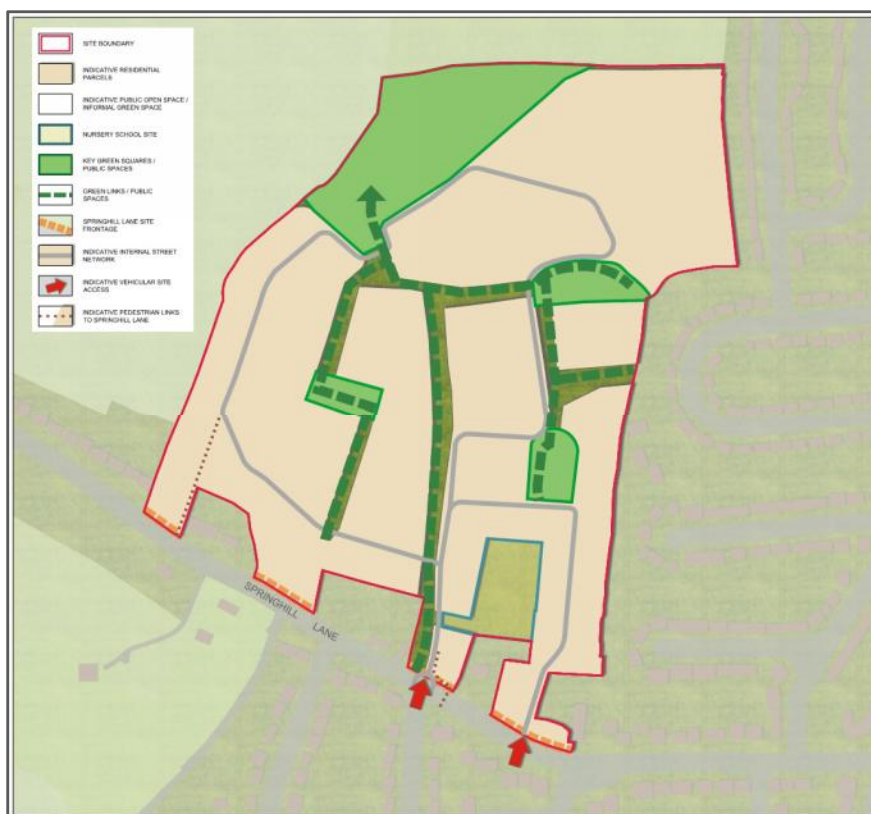 SITE BOUNDARY
INDICATIVE RESIDENTIAL
PARCELS
INDICATIVE PUBLIC OPEN SPACE /
INFORMAL GREEN SPACE
NURSERY SCHOOL SITE
KEY GREEN SQUARES /
PUBLIC SPACES
GREEN LINKS / PUBLIC
SPACES
SPRINGHILL LANE SITE
FRONTAGE
INDICATIVE INTERNAL STREET
NETWORK
INDICATIVE VEHICULAR SITE
ACCESS
INDICATIVE PEDESTRIAN LINKS
TO SPRINGHILL LANE
SPRINGHILL LANE